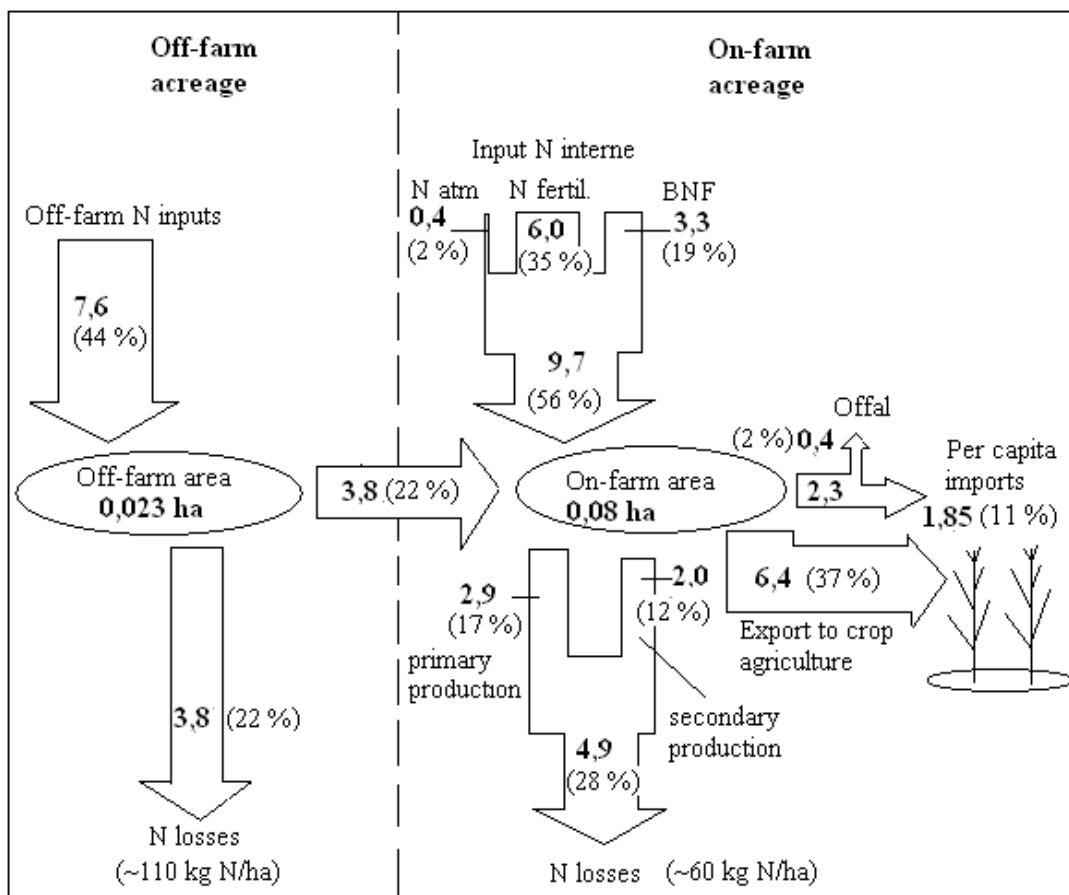 Off-farm
acreage
On-farm
acreage
Input N interne
N atm
N fertil.
BNF
0,4
(2 %)
6,0
(35 %)
3,3
(19 %)
Off-farm N inputs
7,6
(44 %)
9,7
(56 %)
Offal
(2 %) 0,4
Per capita
imports
1,85 (11 %)
Off-farm area
0,023 ha
3,8 (22 %)
On-farm area
0,08 ha
2,3
2,9
(17 %)
2,0
(12 %)
6,4 (37 %)
Export to crop
agriculture
primary
production
secondary
production
3,8 (22 %)
4,9
(28 %)
N losses
(~110 kg N/ha)
N losses (~60 kg N/ha)